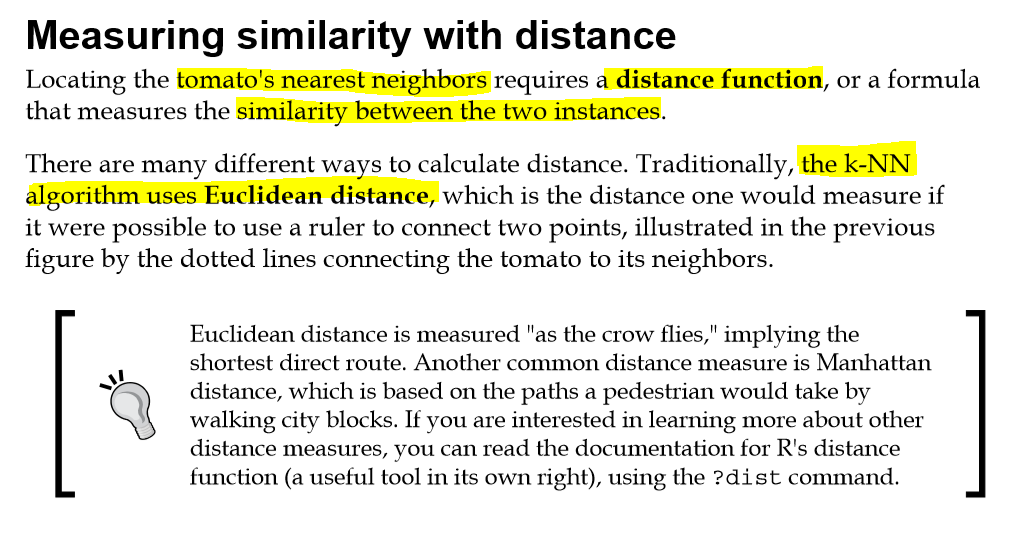 Measuring similarity with distance
Locating the tomato's nearest neighbors requires a distance function, or a formula
that measures the similarity between the two instances.
There are many different ways to calculate distance. Traditionally, the k-NN
algorithm uses Euclidean distance, which is the distance one would measure if
it were possible to use a ruler to connect two points, illustrated in the previous
figure by the dotted lines connecting the tomato to its neighbors.
Euclidean distance is measured "as the crow flies," implying the
shortest direct route. Another common distance measure is Manhattan
distance, which is based on the paths a pedestrian would take by
walking city blocks. If you are interested in learning more about other
distance measures, you can read the documentation for R's distance
function (a useful tool in its own right), using the ?dist command.